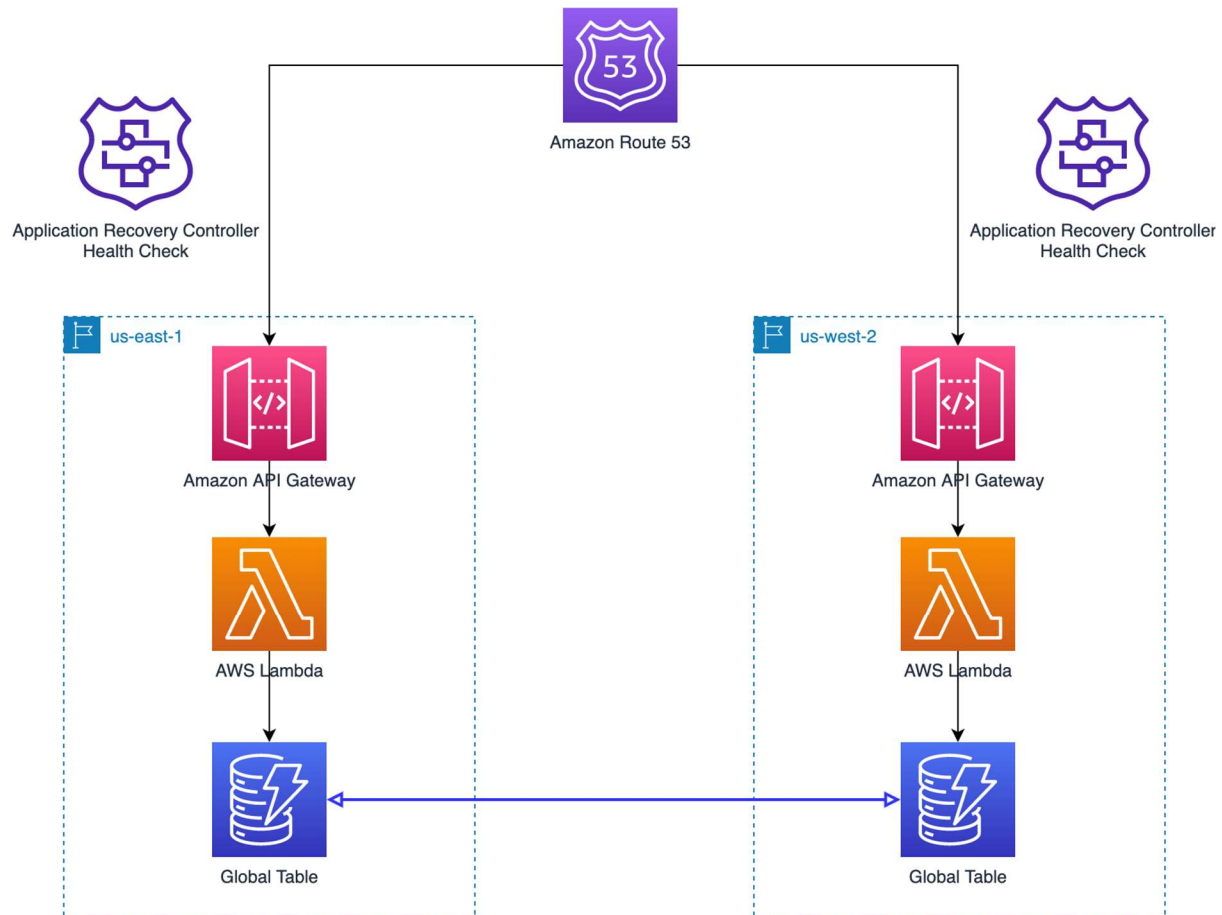 53
Amazon Route 53
Application Recovery Controller
Health Check
Application Recovery Controller
Health Check
us-east-1
us-west-2
</>
</>
Amazon API Gateway
Amazon API Gateway
AWS Lambda
AWS Lambda
Global Table
Global Table